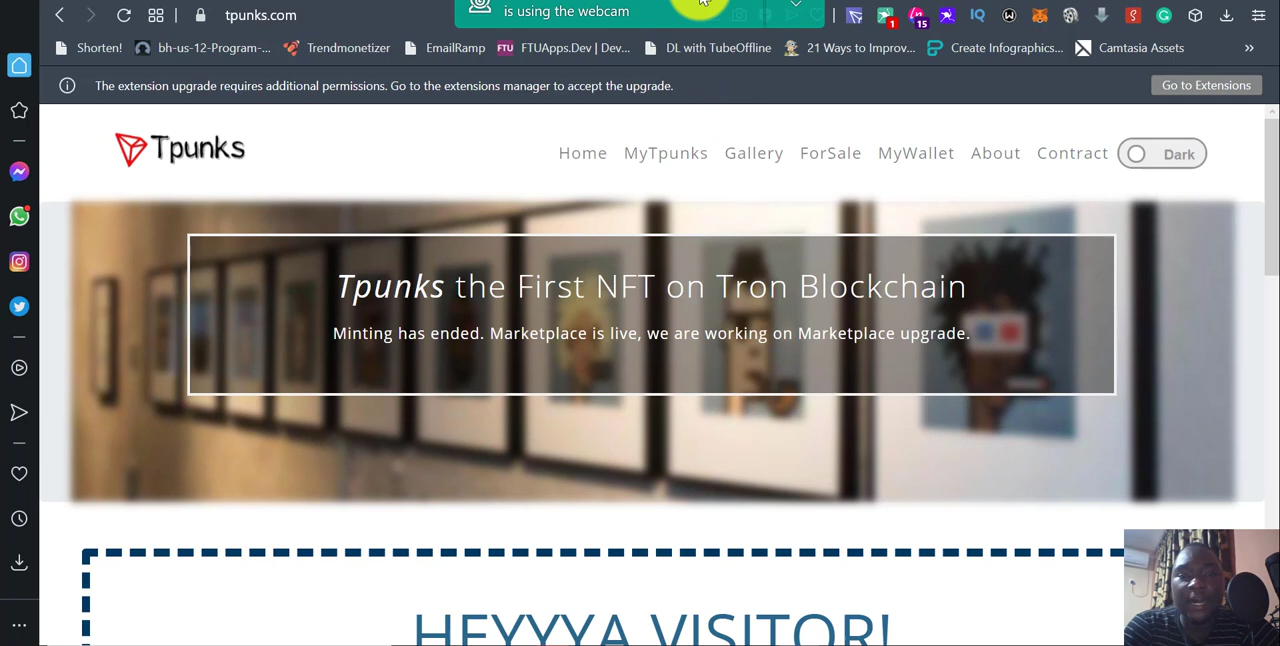 tpunks.com
is using the webcam
1
15
IQ
Shorten!
bh-us-12-Program-...
Trendmonetizer
EmailRamp
FTU
FTUApps.Dev | Dev...
DL with TubeOffline
21 Ways to Improv...
Create Infographics...
Camtasia Assets
»
The extension upgrade requires additional permissions. Go to the extensions manager to accept the upgrade.
Go to Extensions
Tpunks
Home
MyTpunks
Gallery
ForSale
MyWallet
About
Contract
Dark
Tpunks the First NFT on Tron Blockchain
Minting has ended. Marketplace is live, we are working on Marketplace upgrade.
HEYYYA VISITOR!